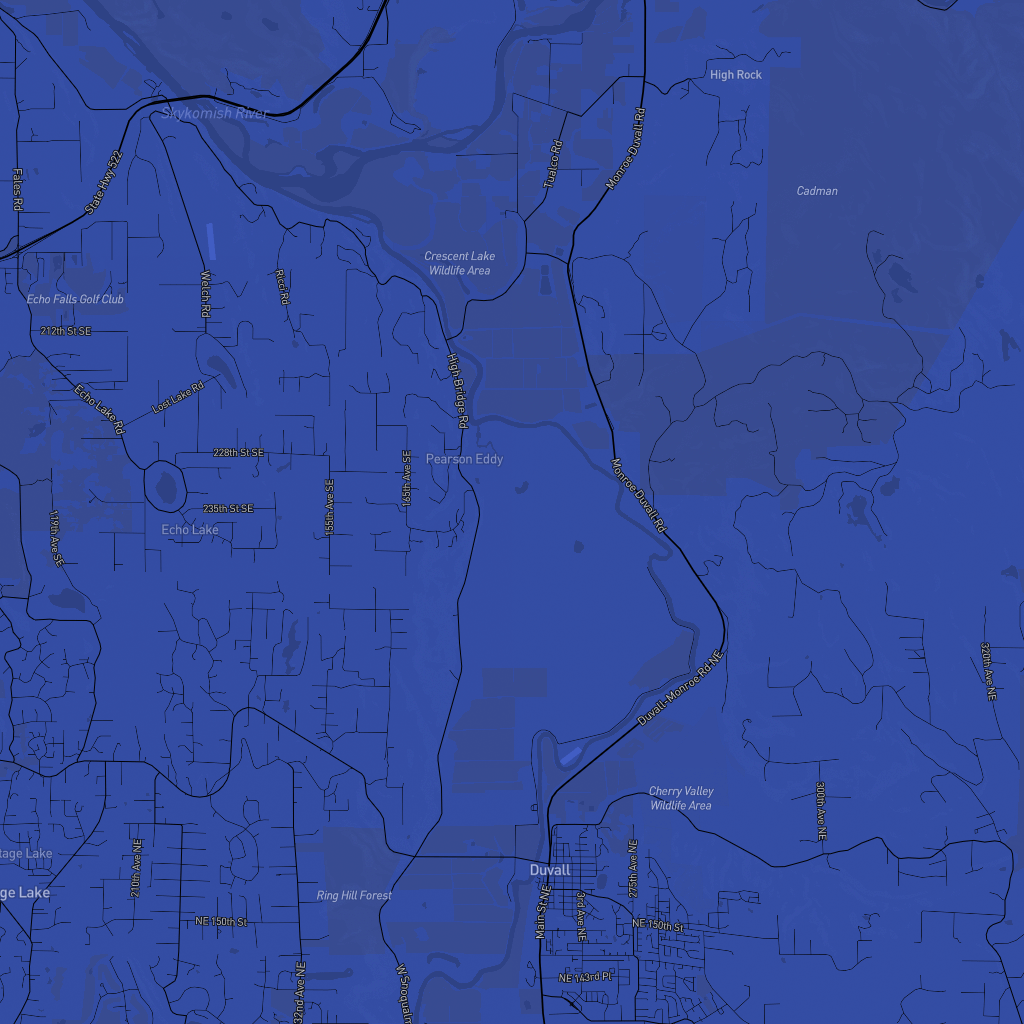 High Rock
Skykomish River
State Hwy 522
Fales Rd
Tualco Rd
Monroe Duvall Rd
Cadman
Crescent Lake
Wildlife Area
Welch Rd
Ricci Rd
Echo Falls Golf Club
212th St SE
High Bridge Rd
Echo Lake Rd
Lost Lake Rd
228th St SE
Pearson Eddy
165th Ave SE
155th Ave SE
235th St SE
Echo Lake
119th Ave SE
Monroe Duvall Rd
320th Ave NE
Duvall-Monroe Rd NE
Cherry Valley
Wildlife Area
300th Ave NE
tage Lake
210th Ave NE
275th Ave NE
Duvall
ge Lake
Ring Hill Forest
Main St NE
3rd Ave NE
NE 150th St
NE 150th St
NE 143rd Pl
32nd Ave NE
W Snoqualm